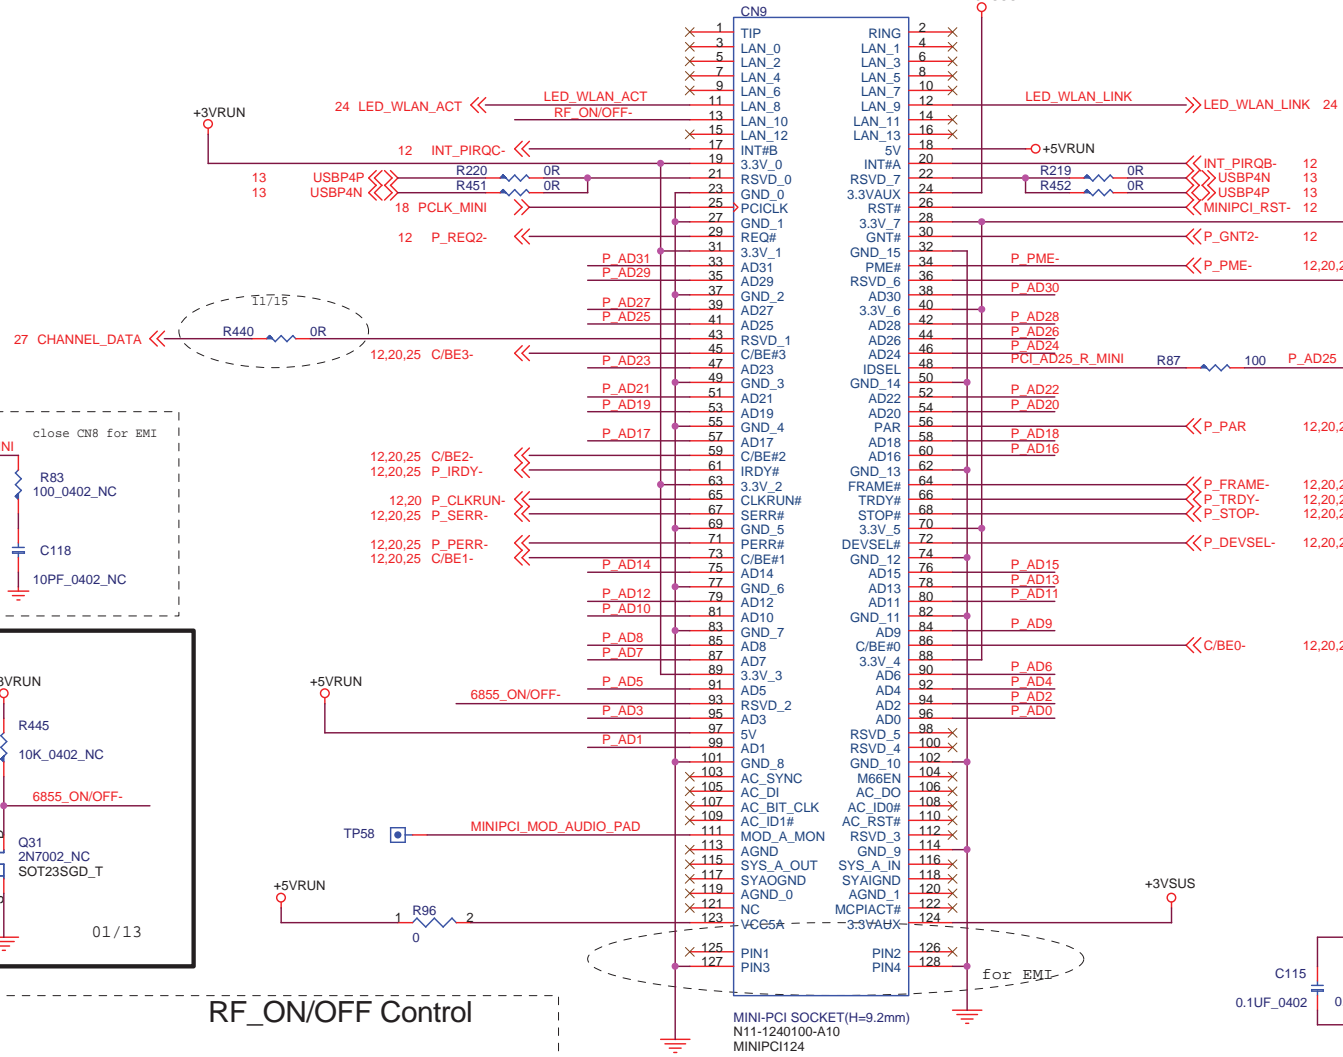 CN9
1 TIP RING 2
3 LAN_0 LAN_1 4
5 LAN_2 LAN_3 6
7 LAN_4 LAN_5 8
9 LAN_6 LAN_7 10
24 LED_WLAN_ACT LED_WLAN_ACT 11 LAN_8 LAN_9 12 LED_WLAN_LINK LED_WLAN_LINK 24
+3VRUN RF_ON/OFF- 13 LAN_10 LAN_11 14
15 LAN_12 LAN_13 16
12 INT_PIRQC- 17 INT#B 5V 18 +5VRUN
19 3.3V_0 INT#A 20 INT_PIRQB- 12
13 USBP4P R220 0R 21 RSVD_0 RSVD_7 22 R219 0R USBP4N 13
13 USBP4N R451 0R 23 GND_0 3.3VAUX 24 R452 0R USBP4P 13
18 PCLK_MINI 25 PCICLK RST# 26 MINIPCI_RST- 12
27 GND_1 3.3V_7 28
12 P_REQ2- 29 REQ# GNT# 30 P_GNT2- 12
31 3.3V_1 GND_15 32
P_AD31 33 AD31 PME# 34 P_PME- P_PME- 12,20,2
P_AD29 35 AD29 RSVD_6 36
37 GND_2 AD30 38 P_AD30
11/15
P_AD27 39 AD27 3.3V_6 40
P_AD25 41 AD25 AD28 42 P_AD28
27 CHANNEL_DATA R440 0R 43 RSVD_1 AD26 44 P_AD26
12,20,25 C/BE3- 45 C/BE#3 AD24 46 P_AD24
P_AD23 47 AD23 IDSEL 48 PCI_AD25_R_MINI R87 100 P_AD25
49 GND_3 GND_14 50
P_AD21 51 AD21 AD22 52 P_AD22
P_AD19 53 AD19 AD20 54 P_AD20
55 GND_4 PAR 56 P_PAR 12,20,2
P_AD17 57 AD17 AD18 58 P_AD18
12,20,25 C/BE2- 59 C/BE#2 AD16 60 P_AD16
12,20,25 P_IRDY- 61 IRDY# GND_13 62
63 3.3V_2 FRAME# 64 P_FRAME- 12,20,2
12,20 P_CLKRUN- 65 CLKRUN# TRDY# 66 P_TRDY- 12,20,2
12,20,25 P_SERR- 67 SERR# STOP# 68 P_STOP- 12,20,2
69 GND_5 3.3V_5 70
12,20,25 P_PERR- 71 PERR# DEVSEL# 72 P_DEVSEL- 12,20,2
12,20,25 C/BE1- 73 C/BE#1 GND_12 74
P_AD14 75 AD14 AD15 76 P_AD15
77 GND_6 AD13 78 P_AD13
P_AD12 79 AD12 AD11 80 P_AD11
P_AD10 81 AD10 GND_11 82
83 GND_7 AD9 84 P_AD9
P_AD8 85 AD8 C/BE#0 86 C/BE0- 12,20,2
P_AD7 87 AD7 3.3V_4 88
89 3.3V_3 AD6 90 P_AD6
P_AD5 91 AD5 AD4 92 P_AD4
6855_ON/OFF- 93 RSVD_2 AD2 94 P_AD2
P_AD3 95 AD3 AD0 96 P_AD0
+5VRUN 97 5V RSVD_5 98
P_AD1 99 AD1 RSVD_4 100
101 GND_8 GND_10 102
103 AC_SYNC M66EN 104
105 AC_DI AC_DO 106
107 AC_BIT_CLK AC_ID0# 108
109 AC_ID1# AC_RST# 110
TP58 MINIPCI_MOD_AUDIO_PAD 111 MOD_A_MON RSVD_3 112
113 AGND GND_9 114
115 SYS_A_OUT SYS_A_IN 116
117 SYAOGND SYAIGND 118
119 AGND_0 AGND_1 120
121 NC MCPIACT# 122
+5VRUN 1 R96 2 0 123 VCC5A 3.3VAUX 124 +3VSUS
125 PIN1 PIN2 126
127 PIN3 PIN4 128
for EMI
MINI-PCI SOCKET(H=9.2mm)
N11-1240100-A10
MINIPCI124
close CN8 for EMI
NI
R83
100_0402_NC
C118
10PF_0402_NC
VRUN
R445
10K_0402_NC
6855_ON/OFF-
Q31
2N7002_NC
SOT23SGD_T
01/13
RF_ON/OFF Control
C115
0.1UF_0402 0